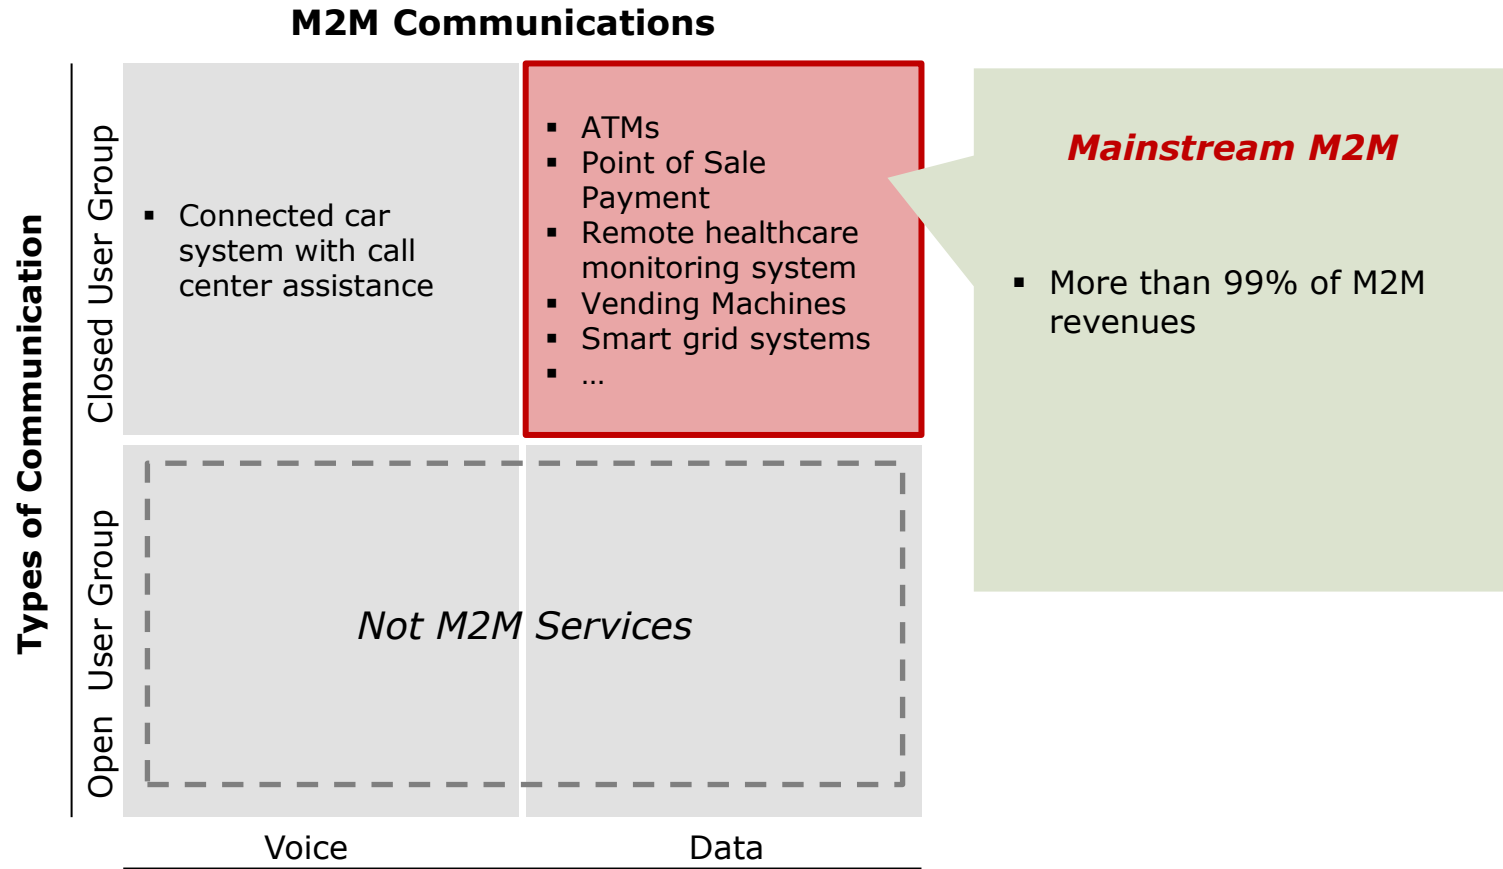 M2M Communications
Types of Communication
Closed User Group
▪ Connected car
system with call
center assistance
▪ ATMs
▪ Point of Sale
Payment
▪ Remote healthcare
monitoring system
▪ Vending Machines
▪ Smart grid systems
▪ …
Mainstream M2M
▪ More than 99% of M2M
revenues
Open User Group
Not M2M Services
Voice
Data